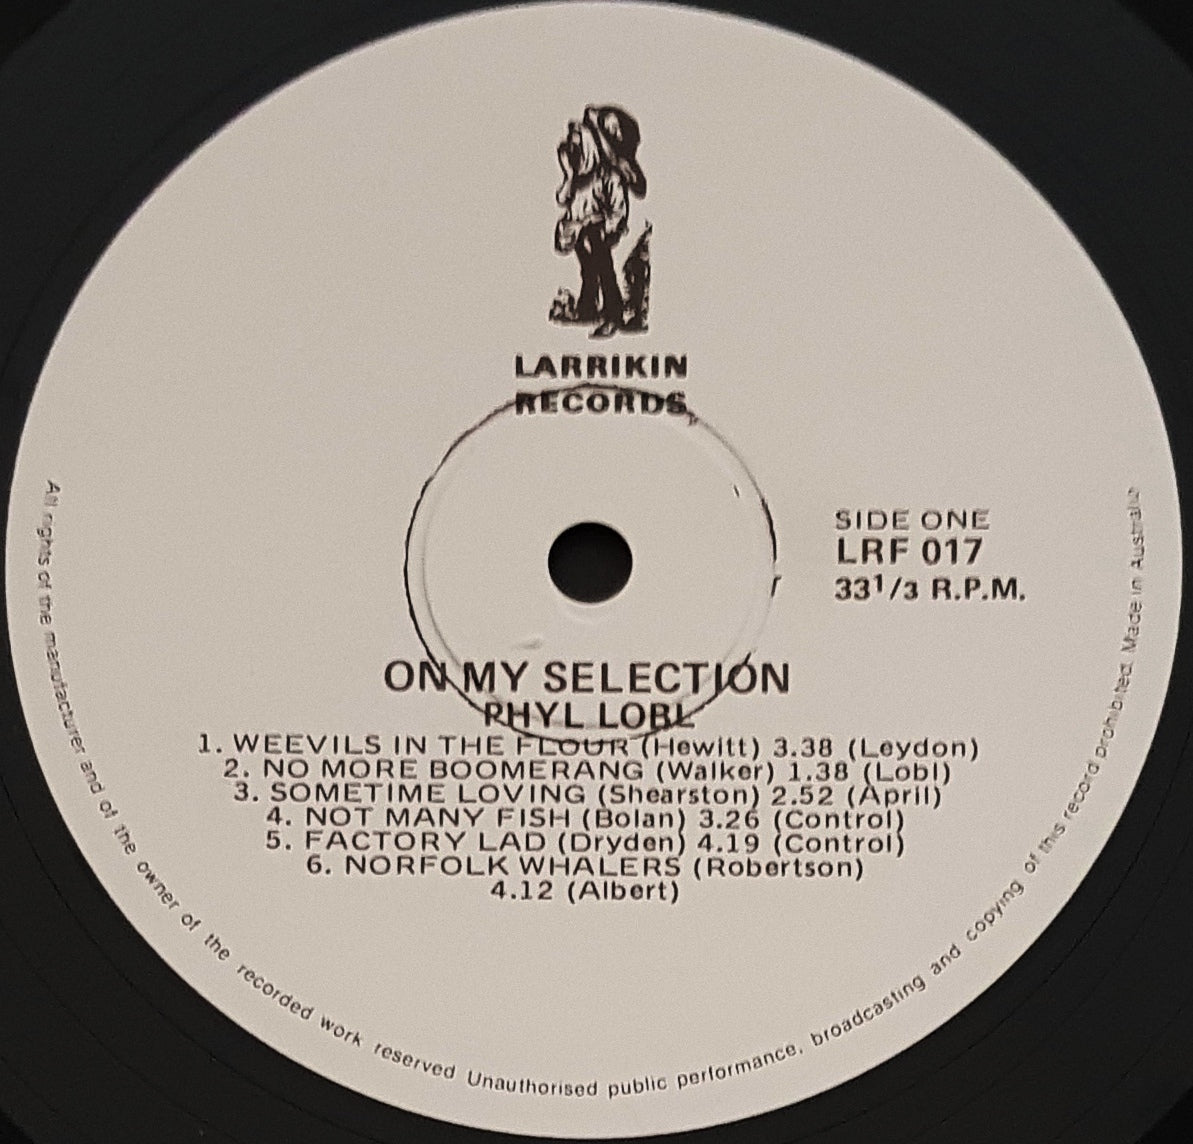 LARRIKIN
RECORDS
SIDE ONE
LRF 017
33 1/3 R.P.M.
ON MY SELECTION
PHYL LOBL
1. WEEVILS IN THE FLOUR (Hewitt) 3.38 (Leydon)
2. NO MORE BOOMERANG (Walker) 1.38 (Lobl)
3. SOMETIME LOVING (Shearston) 2.52 (April)
4. NOT MANY FISH (Bolan) 3.26 (Control)
5. FACTORY LAD (Dryden) 4.19 (Control)
6. NORFOLK WHALERS (Robertson)
4.12 (Albert)
All rights of the manufacturer and of the owner of the recorded work reserved Unauthorised public performance, broadcasting and copying of this record prohibited. Made in Australia